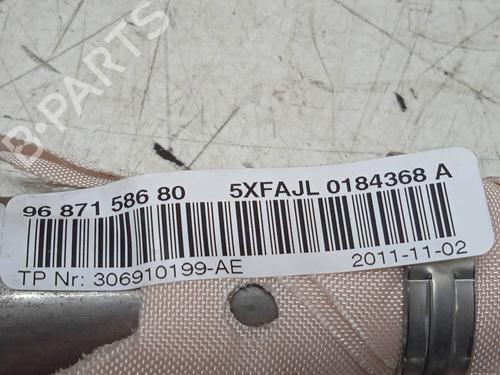 B-PARTS
96 871 586 80 5XFAJL 0184368 A
TP Nr: 306910199-AE 2011-11-02